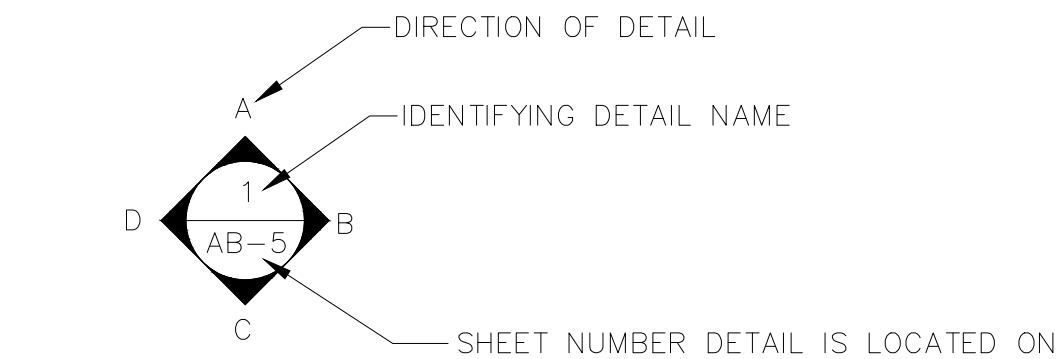 DIRECTION OF DETAIL
A
IDENTIFYING DETAIL NAME
1
D
B
AB-5
C
SHEET NUMBER DETAIL IS LOCATED ON